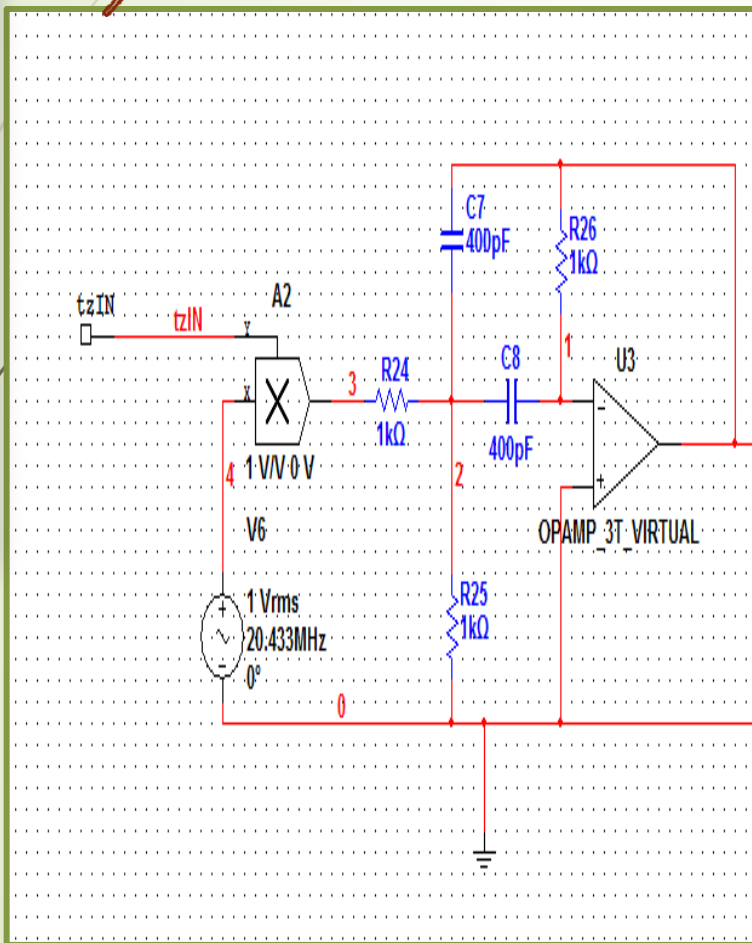 C7
400pF
R26
1kΩ
tzIN
tzIN
Y
A2
X
3
R24
1kΩ
C8
400pF
1
U3
4
1 V/V 0 V
2
V6
OPAMP_3T_VIRTUAL
1 Vrms
20.433MHz
0°
R25
1kΩ
0